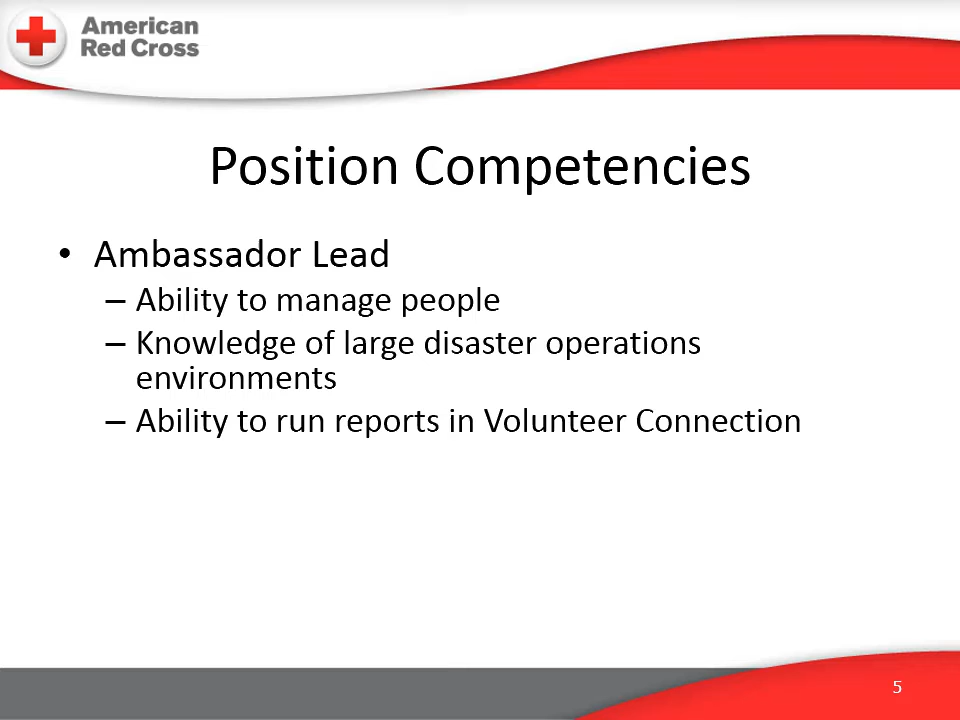 American
Red Cross
Position Competencies
• Ambassador Lead
– Ability to manage people
– Knowledge of large disaster operations
environments
– Ability to run reports in Volunteer Connection
5